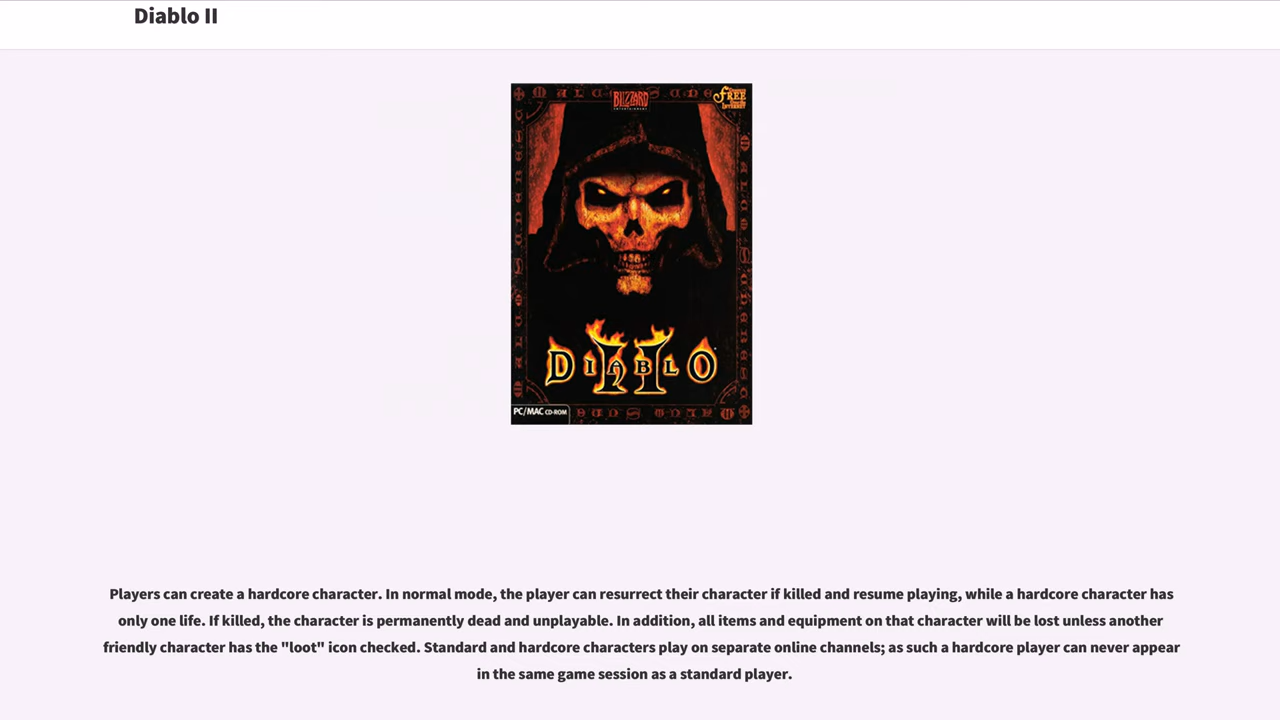 Diablo II
BLIZZARD
ENTERTAINMENT
FREE
INTERNET
DIABLO
II
PC/MAC CD-ROM
Players can create a hardcore character. In normal mode, the player can resurrect their character if killed and resume playing, while a hardcore character has
only one life. If killed, the character is permanently dead and unplayable. In addition, all items and equipment on that character will be lost unless another
friendly character has the "loot" icon checked. Standard and hardcore characters play on separate online channels; as such a hardcore player can never appear
in the same game session as a standard player.